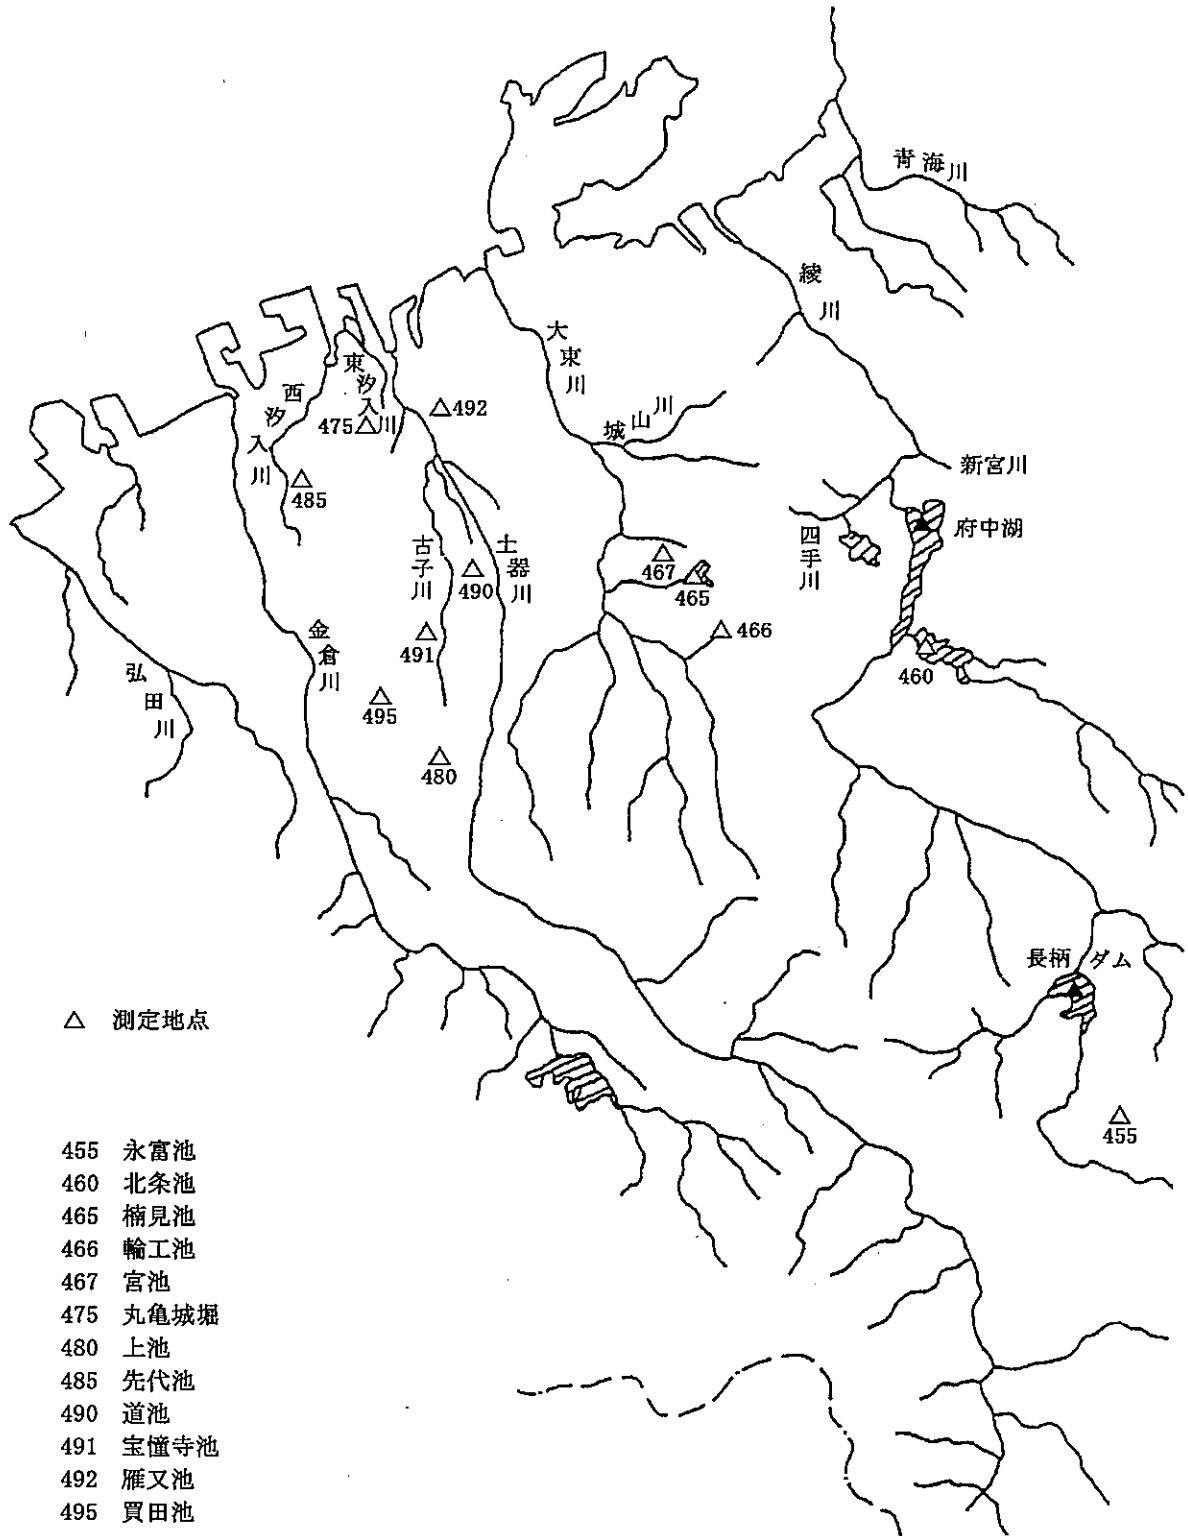 青海川
綾川
大東川
東汐入川
西汐入川
492
475
城山川
新宮川
485
府中湖
四手川
古子川
土器川
467
490
465
金倉川
466
491
460
弘田川
495
480
長柄ダム
△ 測定地点
455
455 永富池
460 北条池
465 楠見池
466 輪工池
467 宮池
475 丸亀城堀
480 上池
485 先代池
490 道池
491 宝憧寺池
492 雁又池
495 買田池